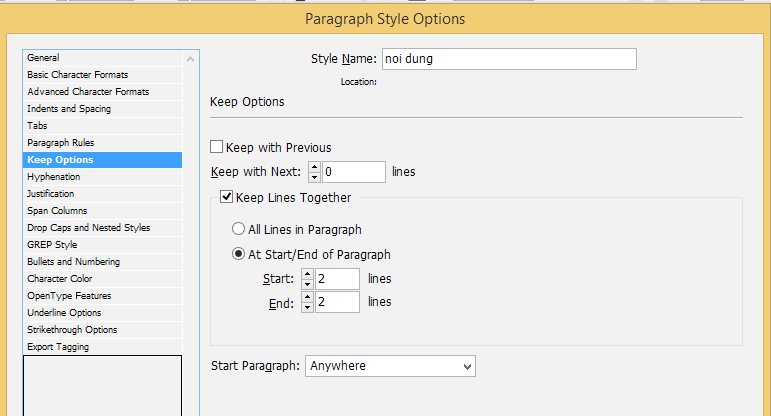 Paragraph Style Options
General
Basic Character Formats
Advanced Character Formats
Indents and Spacing
Tabs
Paragraph Rules
Keep Options
Hyphenation
Justification
Span Columns
Drop Caps and Nested Styles
GREP Style
Bullets and Numbering
Character Color
OpenType Features
Underline Options
Strikethrough Options
Export Tagging
Style Name: noi dung
Location:
Keep Options
Keep with Previous
Keep with Next: 0 lines
Keep Lines Together
All Lines in Paragraph
At Start/End of Paragraph
Start: 2 lines
End: 2 lines
Start Paragraph: Anywhere